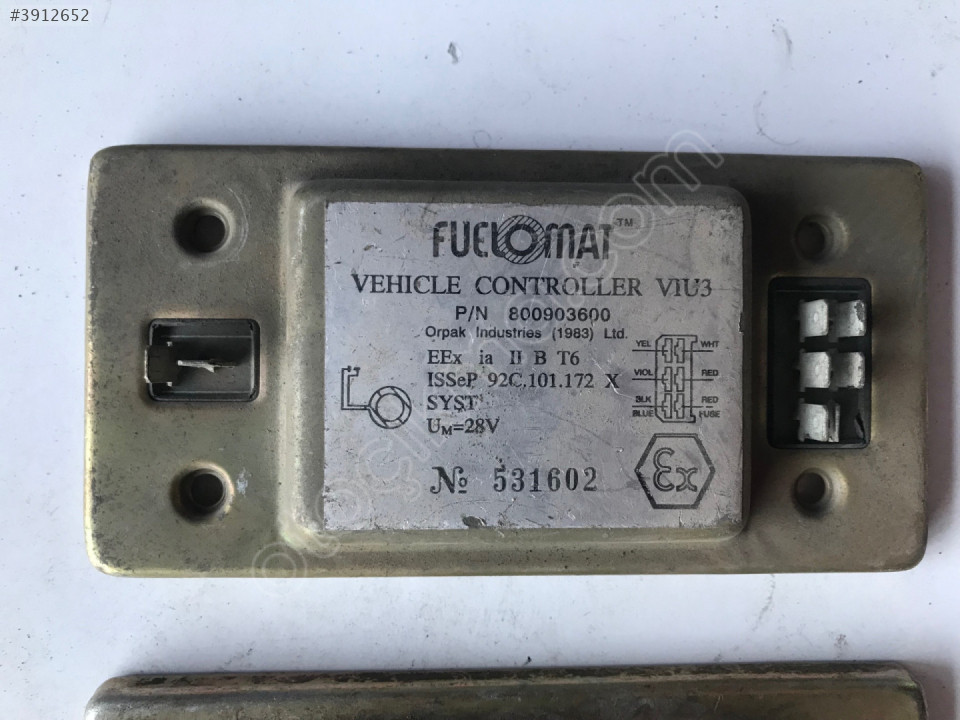 #3912652
FUELOMAT™
VEHICLE CONTROLLER VIU3
P/N 800903600
Orpak Industries (1983) Ltd.
EEx ia II B T6
ISSeP 92C.101.172 X
SYST
UM=28V
№ 531602
YEL WHT
VIOL RED
BLK RED
BLUE FUSE
Ex